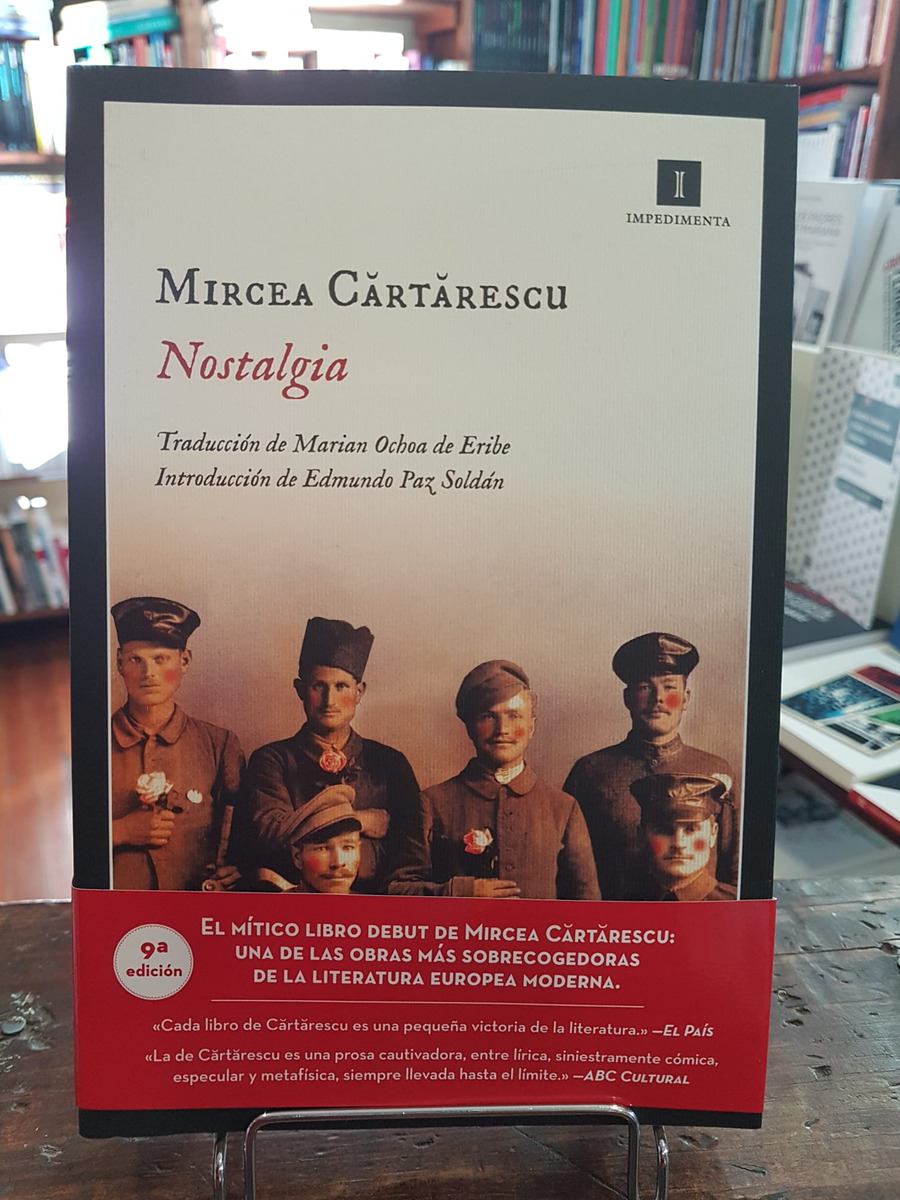 IMPEDIMENTA
MIRCEA CĂRTĂRESCU
Nostalgia
Traducción de Marian Ochoa de Eribe
Introducción de Edmundo Paz Soldán
9ª
edición
EL MÍTICO LIBRO DEBUT DE MIRCEA CĂRTĂRESCU:
UNA DE LAS OBRAS MÁS SOBRECOGEDORAS
DE LA LITERATURA EUROPEA MODERNA.
«Cada libro de Cărtărescu es una pequeña victoria de la literatura.» —EL PAÍS
«La de Cărtărescu es una prosa cautivadora, entre lírica, siniestramente cómica,
especular y metafísica, siempre llevada hasta el límite.» —ABC CULTURAL